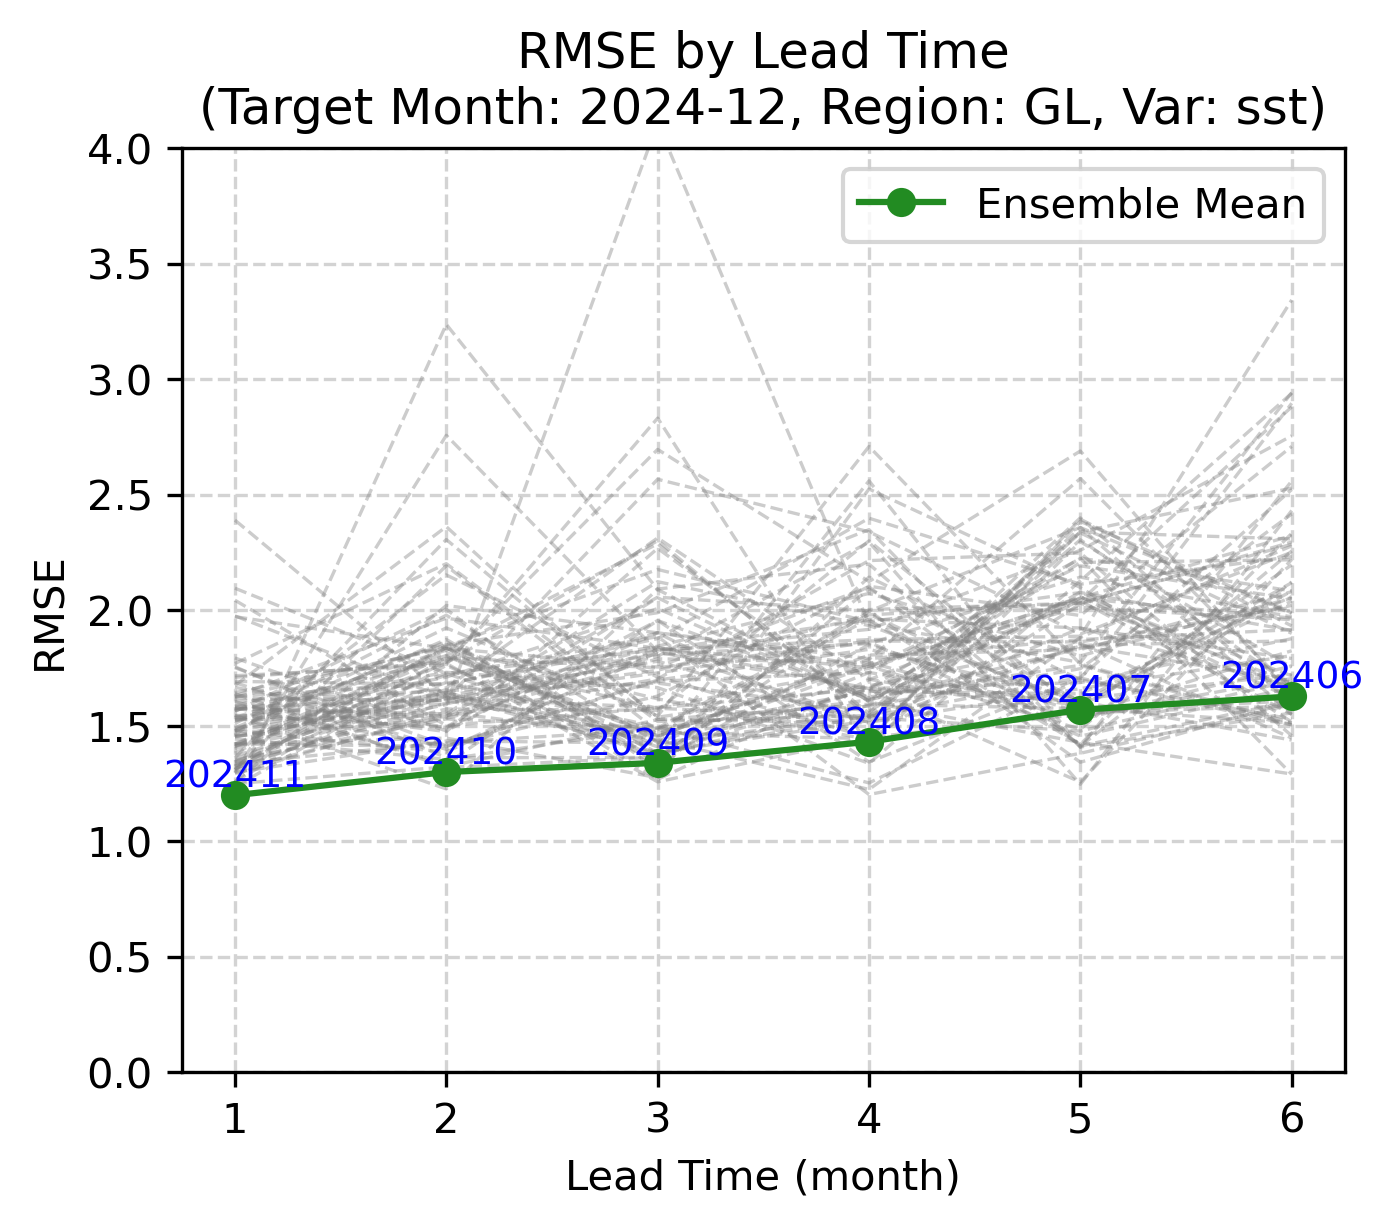 RMSE by Lead Time
(Target Month: 2024-12, Region: GL, Var: sst)
Ensemble Mean
RMSE
4.0
3.5
3.0
2.5
2.0
1.5
1.0
0.5
0.0
202411
202410
202409
202408
202407
202406
1 2 3 4 5 6
Lead Time (month)